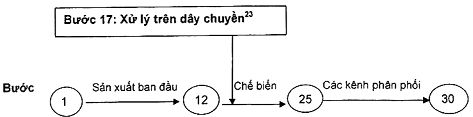 Bước 17: Xử lý trên dây chuyền²³
Bước
1
Sản xuất ban đầu
12
Chế biến
25
Các kênh phân phối
30